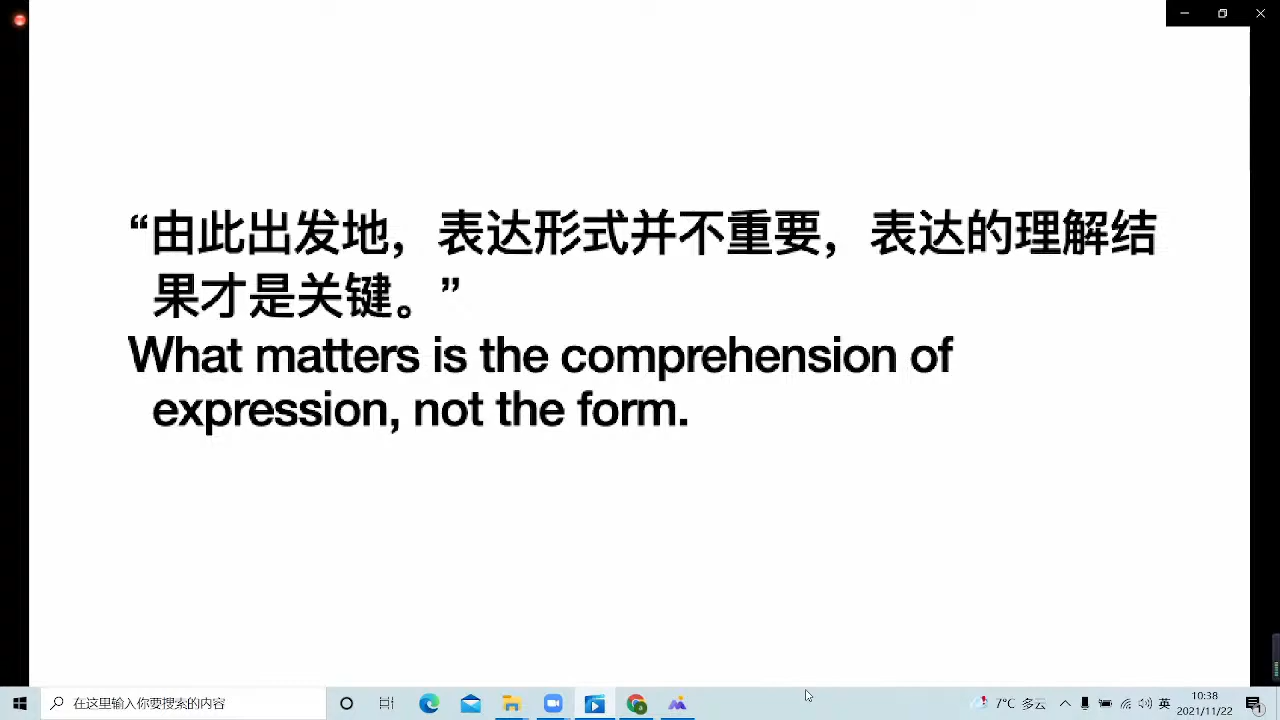 “由此出发地，表达形式并不重要，表达的理解结
果才是关键。”
What matters is the comprehension of
expression, not the form.
在这里输入你要搜索的内容
7°C 多云
英
10:38
2021/11/22
1